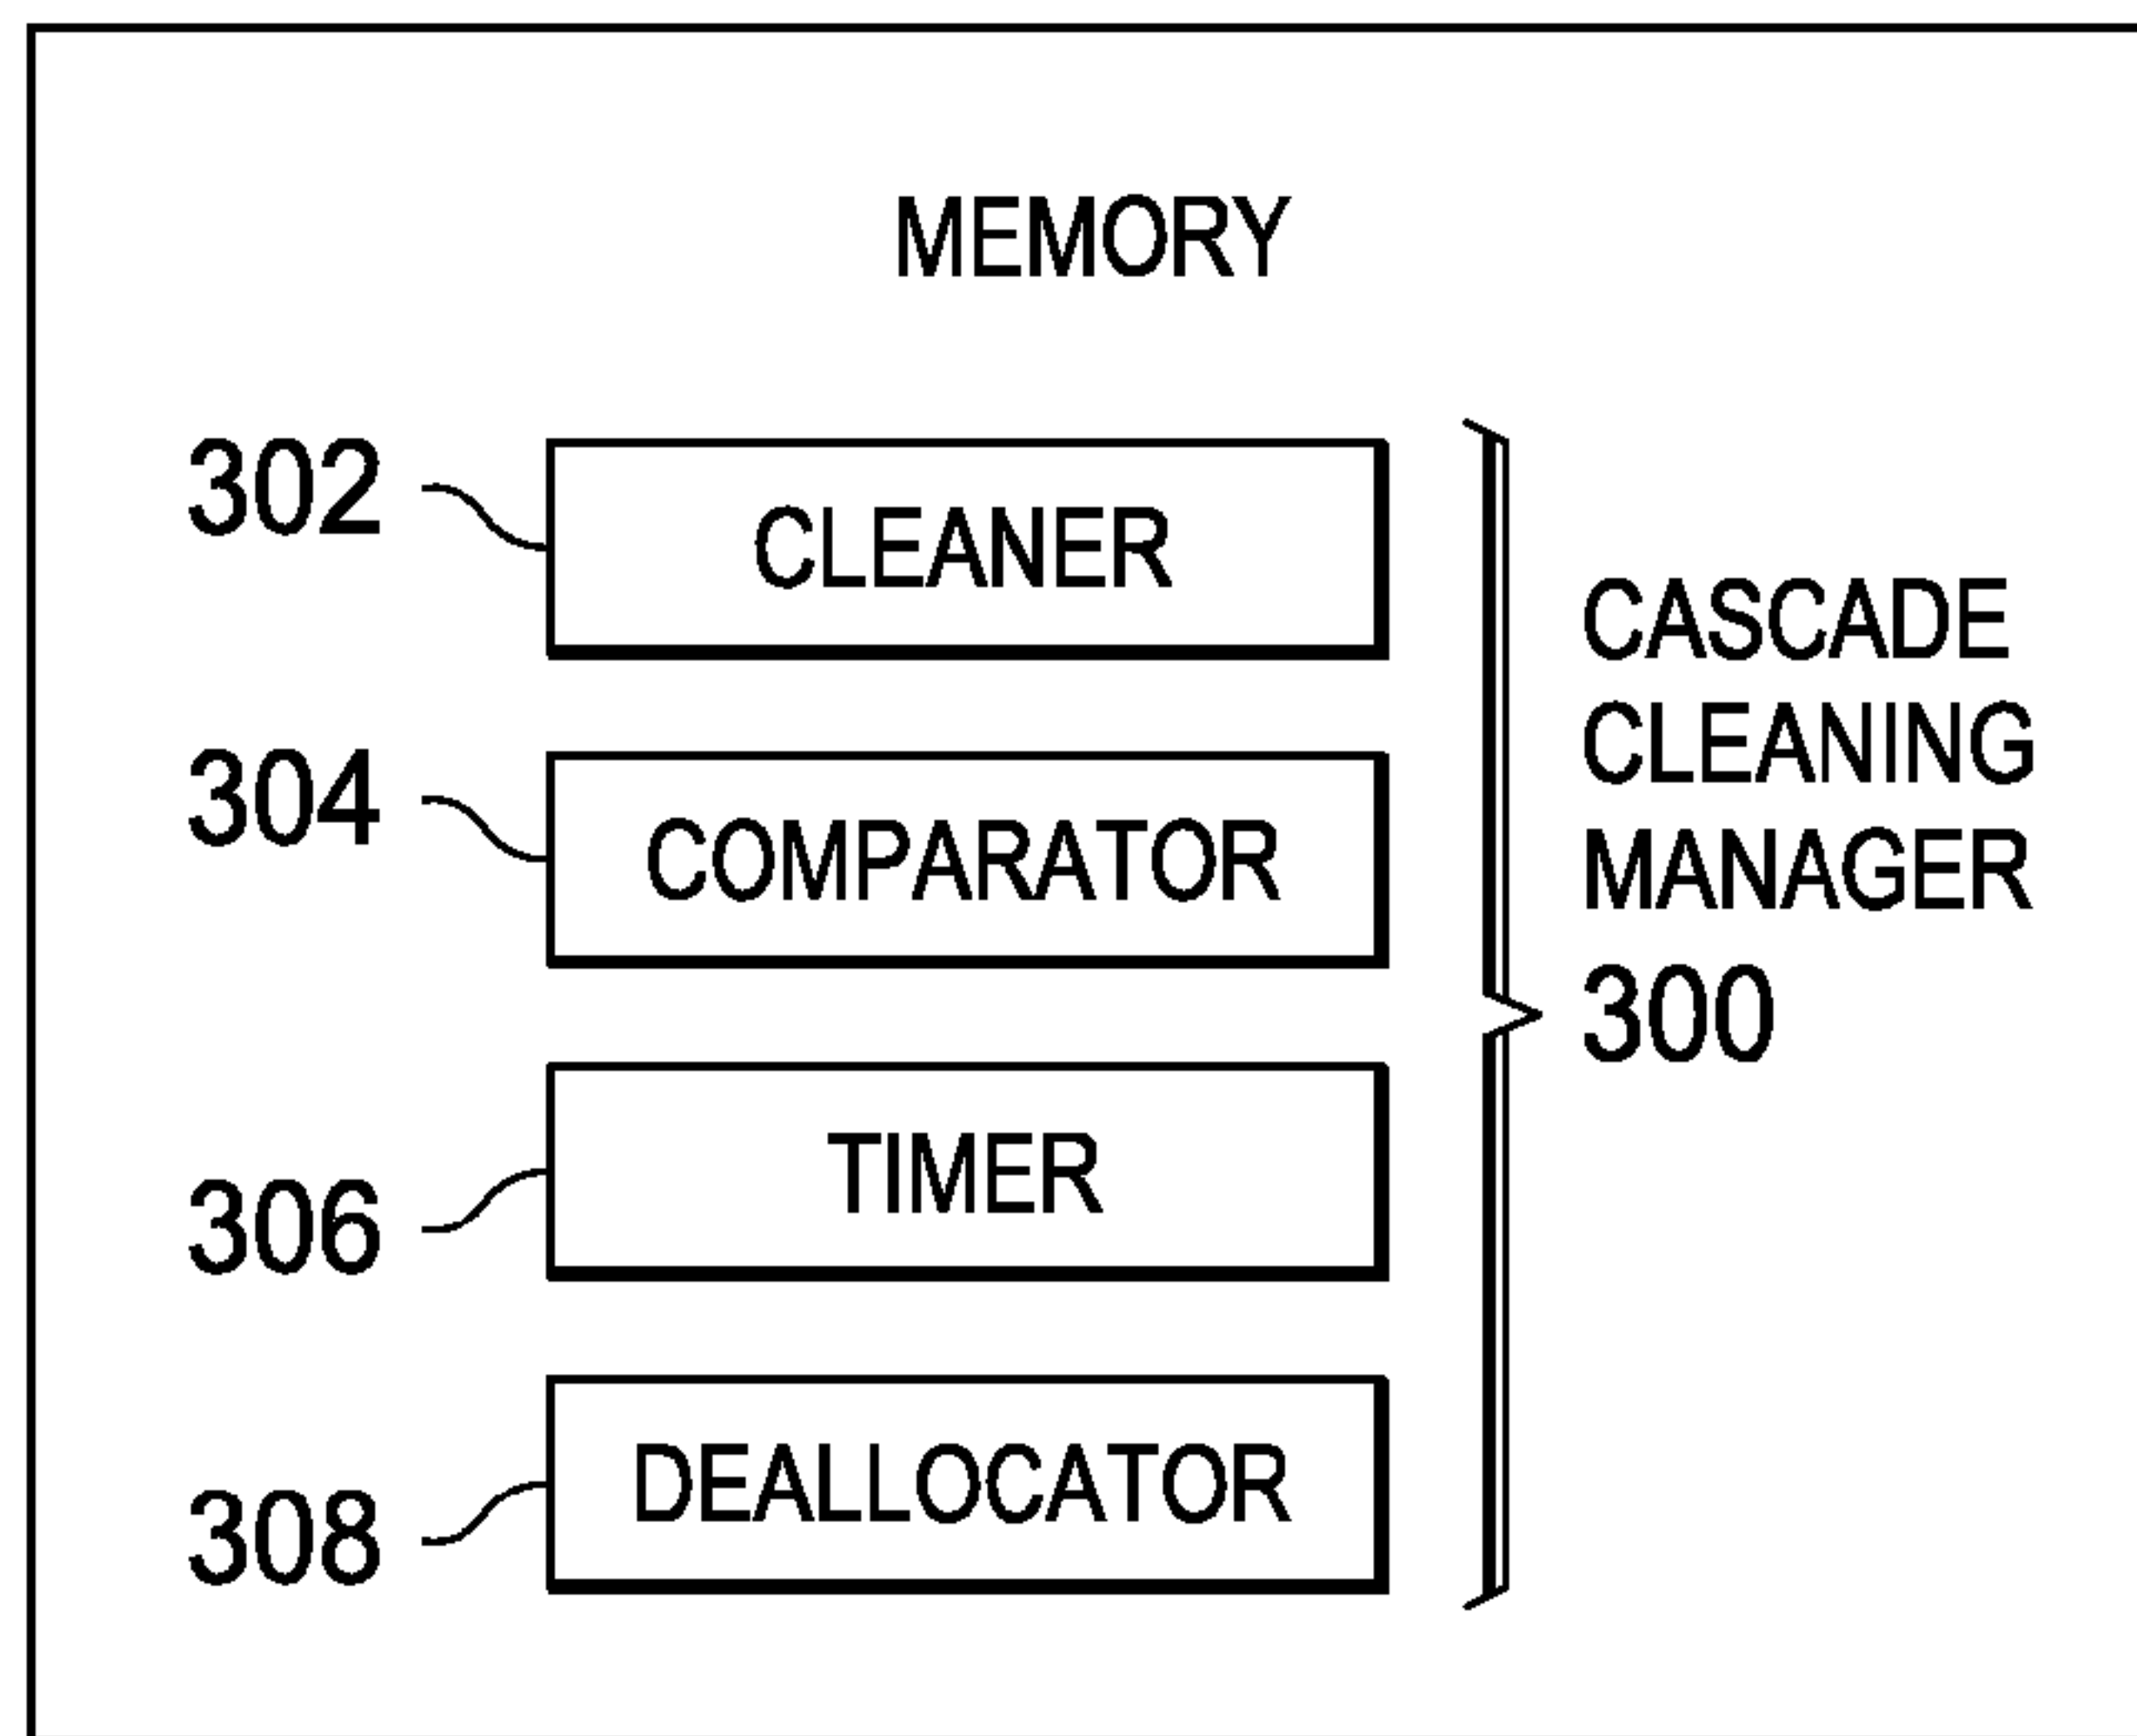 MEMORY
302
CLEANER
304
COMPARATOR
306
TIMER
308
DEALLOCATOR
CASCADE
CLEANING
MANAGER
300